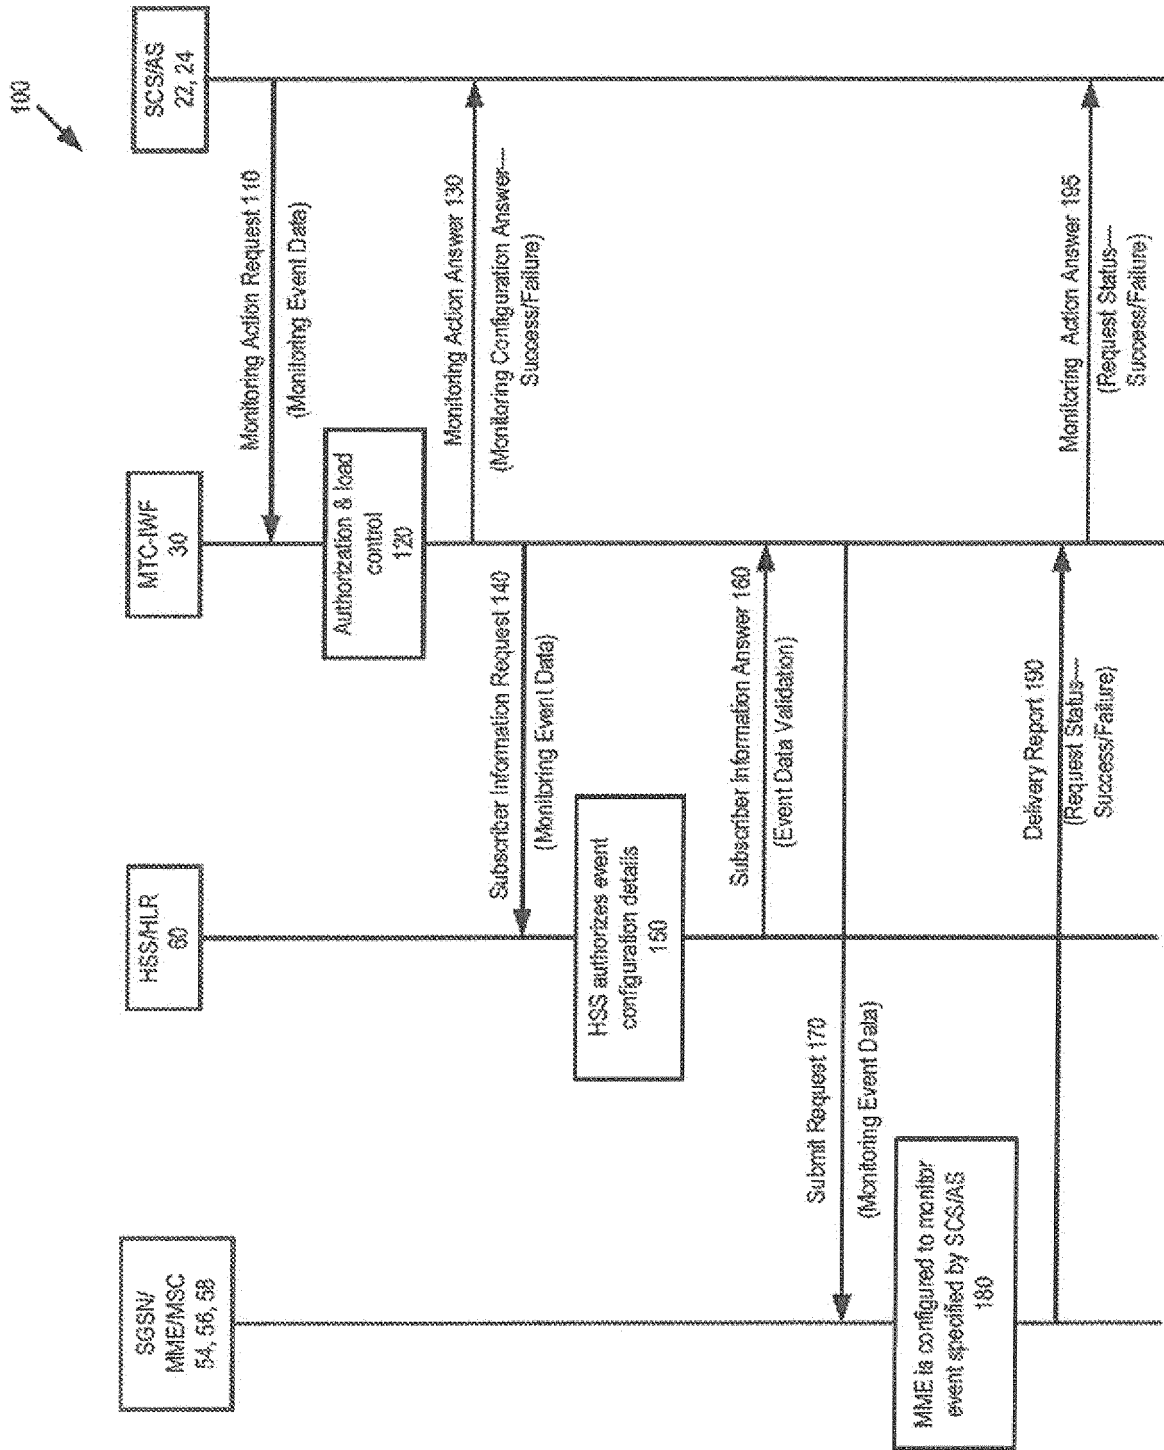 100
SGSN/
MME/MSC
54, 56, 58
HSS/HLR
60
MTC-IWF
30
SCS/AS
22, 24
Monitoring Action Request 110
(Monitoring Event Data)
Authorization & load
control
120
Monitoring Action Answer 130
(Monitoring Configuration Answer----
Success/Failure)
Subscriber Information Request 140
(Monitoring Event Data)
HSS authorizes event
configuration details
150
Subscriber Information Answer 160
(Event Data Validation)
Submit Request 170
(Monitoring Event Data)
MME is configured to monitor
event specified by SCS/AS
180
Delivery Report 190
(Request Status----
Success/Failure)
Monitoring Action Answer 195
(Request Status----
Success/Failure)